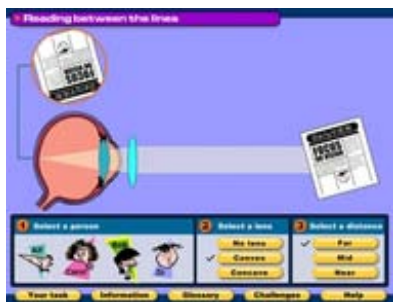 Reading between the lines
FOCUS
1 Select a person
2 Select a lens
3 Select a distance
No lens
Convex
Concave
Far
Mid
Near
Your task
Information
Glossary
Challenges
Help